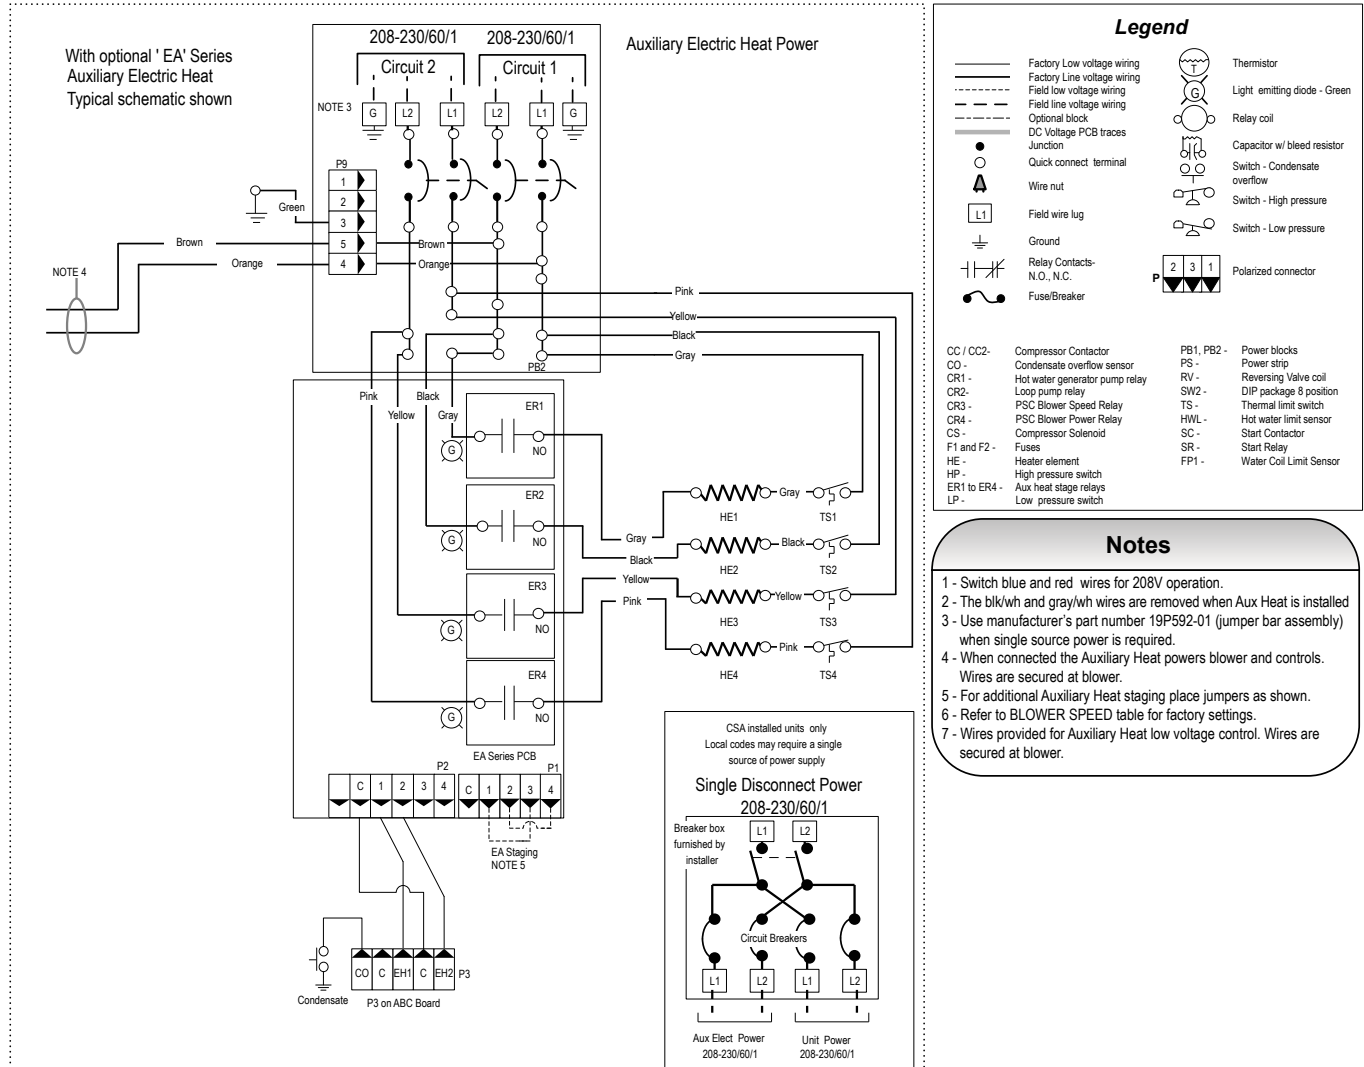 With optional ' EA' Series
Auxiliary Electric Heat
Typical schematic shown
208-230/60/1
208-230/60/1
Auxiliary Electric Heat Power
Circuit 2
Circuit 1
NOTE 3
G
L2
L1
L2
L1
G
P9
1
2
3
5
4
Green
Brown
Orange
Brown
Orange
NOTE 4
Pink
Yellow
Black
Gray
PB2
Pink
Yellow
Black
Gray
ER1
G
NO
ER2
G
NO
ER3
G
NO
ER4
G
NO
Gray
Black
Yellow
Pink
Gray
HE1
TS1
Black
HE2
TS2
Yellow
HE3
TS3
Pink
HE4
TS4
EA Series PCB
P2
C 1 2 3 4
P1
C 1 2 3 4
EA Staging
NOTE 5
CO C EH1 C EH2
P3
P3 on ABC Board
Condensate
CSA installed units only
Local codes may require a single
source of power supply
Single Disconnect Power
208-230/60/1
Breaker box
furnished by
installer
L1
L2
Circuit Breakers
L1
L2
L1
L2
Aux Elect Power
208-230/60/1
Unit Power
208-230/60/1
Legend
Factory Low voltage wiring
Factory Line voltage wiring
Field low voltage wiring
Field line voltage wiring
Optional block
DC Voltage PCB traces
Junction
Quick connect terminal
Wire nut
L1
Field wire lug
Ground
Relay Contacts-
N.O., N.C.
Fuse/Breaker
T
Thermistor
G
Light emitting diode - Green
Relay coil
Capacitor w/ bleed resistor
Switch - Condensate
overflow
Switch - High pressure
Switch - Low pressure
P
2 3 1
Polarized connector
CC / CC2- Compressor Contactor
CO - Condensate overflow sensor
CR1 - Hot water generator pump relay
CR2- Loop pump relay
CR3 - PSC Blower Speed Relay
CR4 - PSC Blower Power Relay
CS - Compressor Solenoid
F1 and F2 - Fuses
HE - Heater element
HP - High pressure switch
ER1 to ER4 - Aux heat stage relays
LP - Low pressure switch
PB1, PB2 - Power blocks
PS - Power strip
RV - Reversing Valve coil
SW2 - DIP package 8 position
TS - Thermal limit switch
HWL - Hot water limit sensor
SC - Start Contactor
SR - Start Relay
FP1 - Water Coil Limit Sensor
Notes
1 - Switch blue and red wires for 208V operation.
2 - The blk/wh and gray/wh wires are removed when Aux Heat is installed
3 - Use manufacturer's part number 19P592-01 (jumper bar assembly)
when single source power is required.
4 - When connected the Auxiliary Heat powers blower and controls.
Wires are secured at blower.
5 - For additional Auxiliary Heat staging place jumpers as shown.
6 - Refer to BLOWER SPEED table for factory settings.
7 - Wires provided for Auxiliary Heat low voltage control. Wires are
secured at blower.